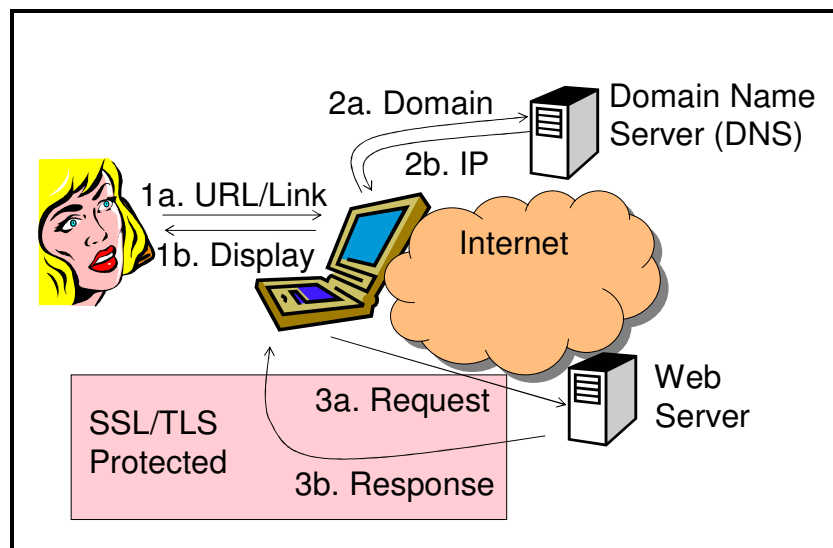 2a. Domain
Domain Name
Server (DNS)
2b. IP
1a. URL/Link
1b. Display
Internet
3a. Request
Web
Server
SSL/TLS
Protected
3b. Response